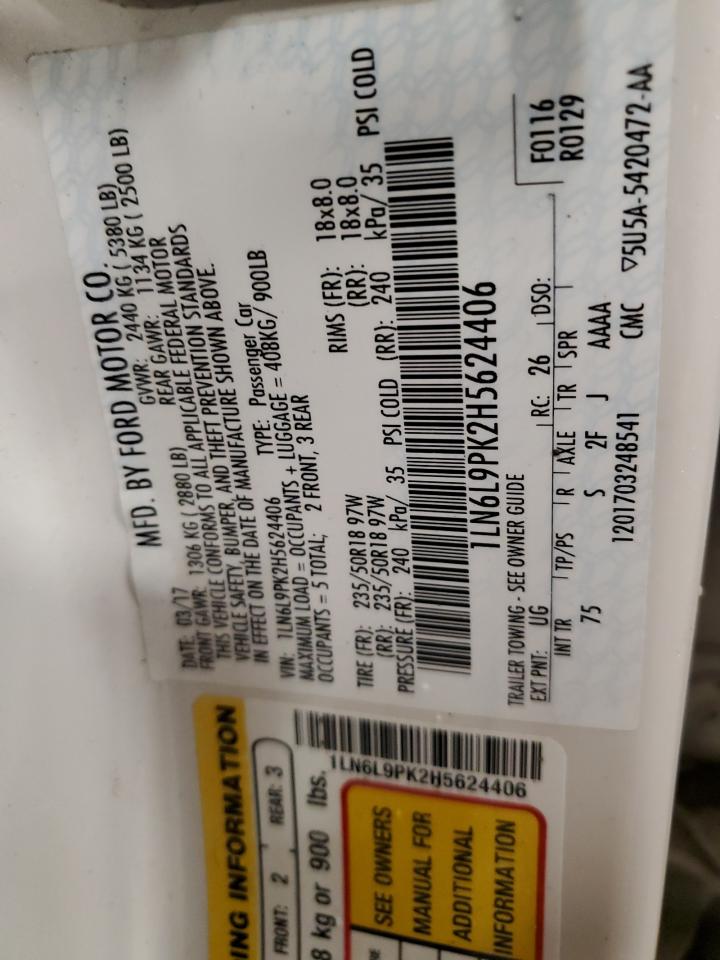 MFD. BY FORD MOTOR CO.
DATE: 03/17 GVWR: 2440 KG ( 5380 LB)
FRONT GAWR: 1306 KG ( 2880 LB) REAR GAWR: 1134 KG ( 2500 LB)
THIS VEHICLE CONFORMS TO ALL APPLICABLE FEDERAL MOTOR
VEHICLE SAFETY, BUMPER, AND THEFT PREVENTION STANDARDS
IN EFFECT ON THE DATE OF MANUFACTURE SHOWN ABOVE.
VIN: 1LN6L9PK2H5624406 TYPE: Passenger Car
MAXIMUM LOAD = OCCUPANTS + LUGGAGE = 408KG/ 900LB
OCCUPANTS = 5 TOTAL; 2 FRONT, 3 REAR
TIRE (FR): 235/50R18 97W RIMS (FR): 18x8.0
(RR): 235/50R18 97W (RR): 18x8.0
PRESSURE (FR): 240 kPa/ 35 PSI COLD (RR): 240 kPa/ 35 PSI COLD
1LN6L9PK2H5624406
TRAILER TOWING - SEE OWNER GUIDE
EXT PNT: UG RC: 26 DSO: F0116
R0129
INT TR TP/PS R AXLE TR SPR
75 S 2F J AAAA
1201703248541 CMC ▽5U5A-5420472-AA
ING INFORMATION
FRONT: 2 REAR: 3
8 kg or 900 lbs.
1LN6L9PK2H5624406
SEE OWNERS
MANUAL FOR
ADDITIONAL
INFORMATION